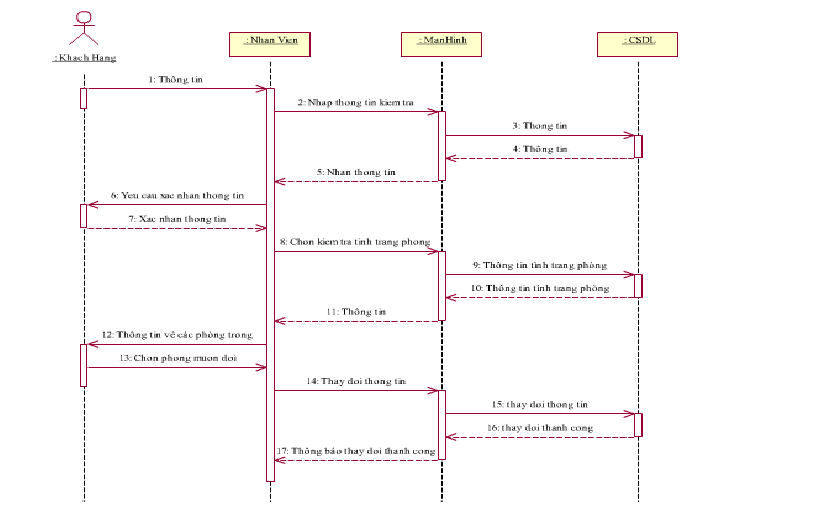 : Khach Hang
: Nhan Vien
: ManHinh
: CSDL
1: Thông tin
2: Nhap thong tin kiem tra
3: Thong tin
4: Thông tin
5: Nhan thong tin
6: Yeu cau xac nhan thong tin
7: Xac nhan thong tin
8: Chon kiem tra tinh trang phong
9: Thông tin tình trang phòng
10: Thông tin tình trang phòng
11: Thông tin
12: Thông tin vê các phòng trong
13: Chon phong muon doi
14: Thay doi thong tin
15: thay doi thong tin
16: thay doi thanh cong
17: Thông báo thay doi thanh cong